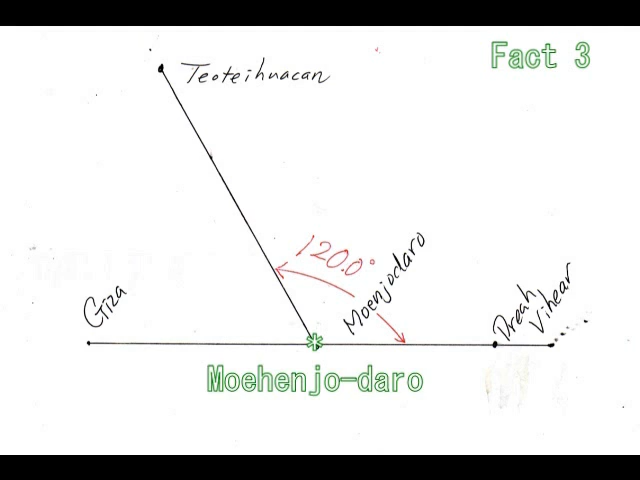 Fact 3
Teoteihuacan
120.0°
Moenjodaro
Giza
Preah
Vihear
Moehenjo-daro